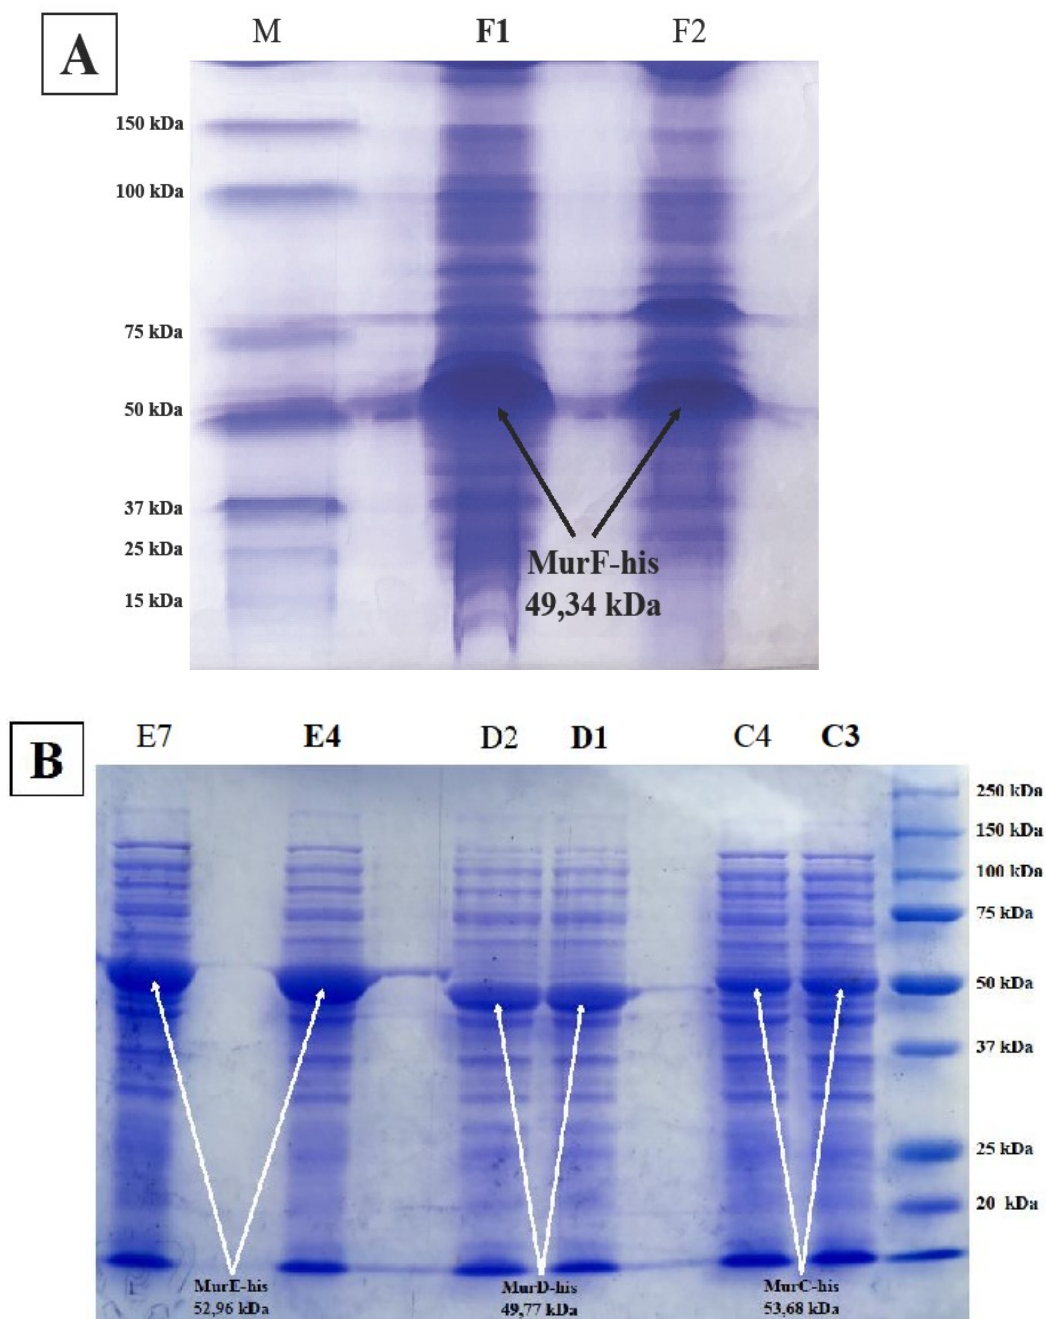 A
M F1 F2
150 kDa
100 kDa
75 kDa
50 kDa
37 kDa
25 kDa
15 kDa
MurF-his
49,34 kDa
B
E7 E4 D2 D1 C4 C3
250 kDa
150 kDa
100 kDa
75 kDa
50 kDa
37 kDa
25 kDa
20 kDa
MurE-his MurD-his MurC-his
52,96 kDa 49,77 kDa 53,68 kDa